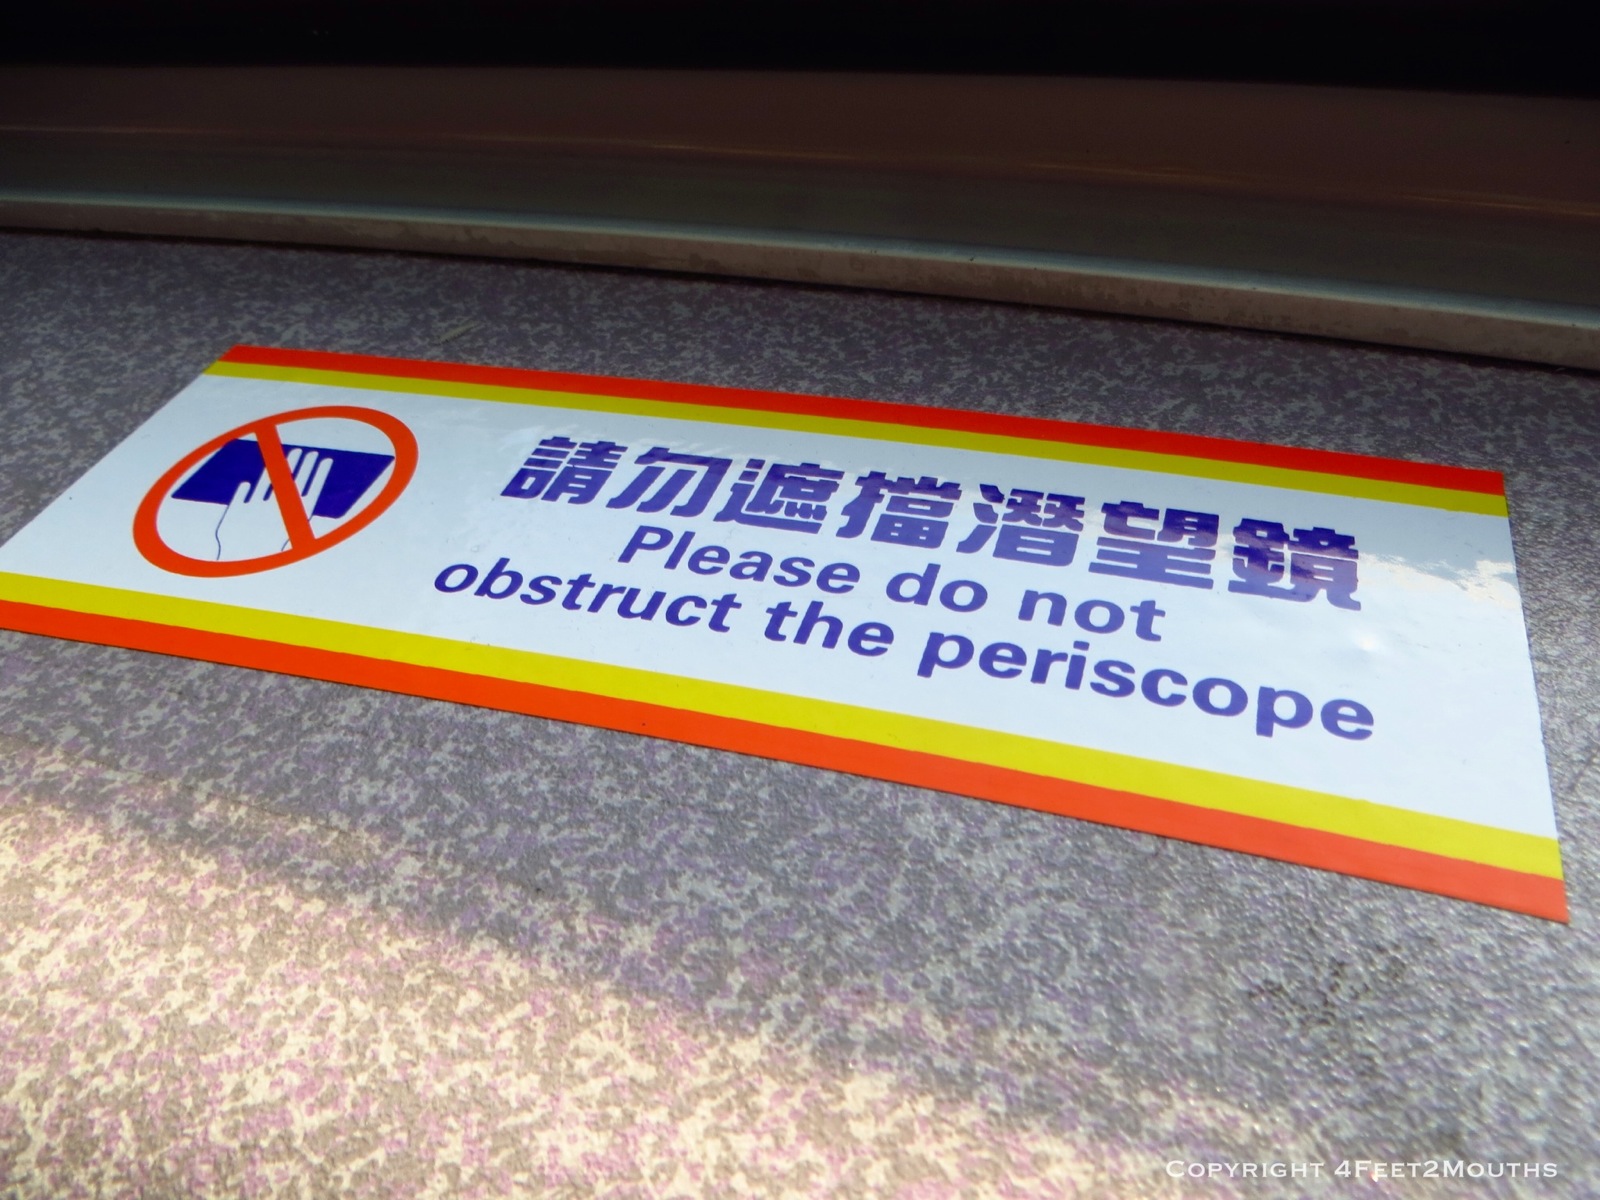 請勿遮擋潛望鏡
Please do not
obstruct the periscope
Copyright 4Feet2Mouths